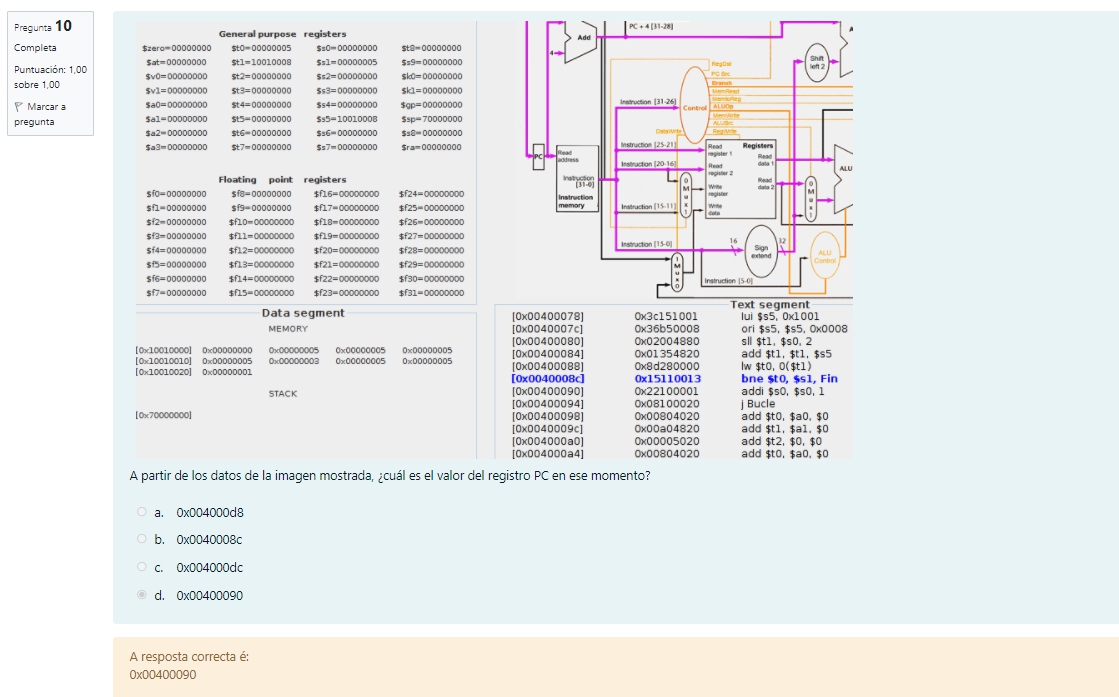 Pregunta 10
Completa
Puntuación: 1,00
sobre 1,00
Marcar a
pregunta
General purpose registers
$zero=00000000 $t0=00000005 $s0=00000000 $t8=00000000
$at=00000000 $t1=10010008 $s1=00000005 $s9=00000000
$v0=00000000 $t2=00000000 $s2=00000000 $k0=00000000
$v1=00000000 $t3=00000000 $s3=00000000 $k1=00000000
$a0=00000000 $t4=00000000 $s4=00000000 $gp=00000000
$a1=00000000 $t5=00000000 $s5=10010008 $sp=70000000
$a2=00000000 $t6=00000000 $s6=00000000 $s8=00000000
$a3=00000000 $t7=00000000 $s7=00000000 $ra=00000000
Floating point registers
$f0=00000000 $f8=00000000 $f16=00000000 $f24=00000000
$f1=00000000 $f9=00000000 $f17=00000000 $f25=00000000
$f2=00000000 $f10=00000000 $f18=00000000 $f26=00000000
$f3=00000000 $f11=00000000 $f19=00000000 $f27=00000000
$f4=00000000 $f12=00000000 $f20=00000000 $f28=00000000
$f5=00000000 $f13=00000000 $f21=00000000 $f29=00000000
$f6=00000000 $f14=00000000 $f22=00000000 $f30=00000000
$f7=00000000 $f15=00000000 $f23=00000000 $f31=00000000
Data segment
MEMORY
[0x10010000] 0x00000000 0x00000005 0x00000005 0x00000005
[0x10010010] 0x00000005 0x00000003 0x00000005 0x00000005
[0x10010020] 0x00000001
STACK
[0x70000000]
PC + 4 [31-28]
Add
4
Shift
left 2
RegDst
PC Src
Branch
MemRead
MemtoReg
ALUOp
MemWrite
ALUSrc
RegWrite
Control
Instruction [31-26]
DataWrite
Instruction [25-21]
Instruction [20-16]
Instruction [15-11]
Instruction [15-0]
Instruction [5-0]
PC
Read
address
Instruction
[31-0]
Instruction
memory
Registers
Read
register 1
Read
register 2
Write
register
Write
data
Read
data 1
Read
data 2
0
M
u
x
1
0
M
u
x
1
1
M
u
x
0
ALU
16
Sign
extend
32
ALU
Control
Text segment
[0x00400078] 0x3c151001 lui $s5, 0x1001
[0x0040007c] 0x36b50008 ori $s5, $s5, 0x0008
[0x00400080] 0x02004880 sll $t1, $s0, 2
[0x00400084] 0x01354820 add $t1, $t1, $s5
[0x00400088] 0x8d280000 lw $t0, 0($t1)
[0x0040008c] 0x15110013 bne $t0, $s1, Fin
[0x00400090] 0x22100001 addi $s0, $s0, 1
[0x00400094] 0x08100020 j Bucle
[0x00400098] 0x00804020 add $t0, $a0, $0
[0x0040009c] 0x00a04820 add $t1, $a1, $0
[0x004000a0] 0x00005020 add $t2, $0, $0
[0x004000a4] 0x00804020 add $t0, $a0, $0
A partir de los datos de la imagen mostrada, ¿cuál es el valor del registro PC en ese momento?
a. 0x004000d8
b. 0x0040008c
c. 0x004000dc
d. 0x00400090
A resposta correcta é:
0x00400090